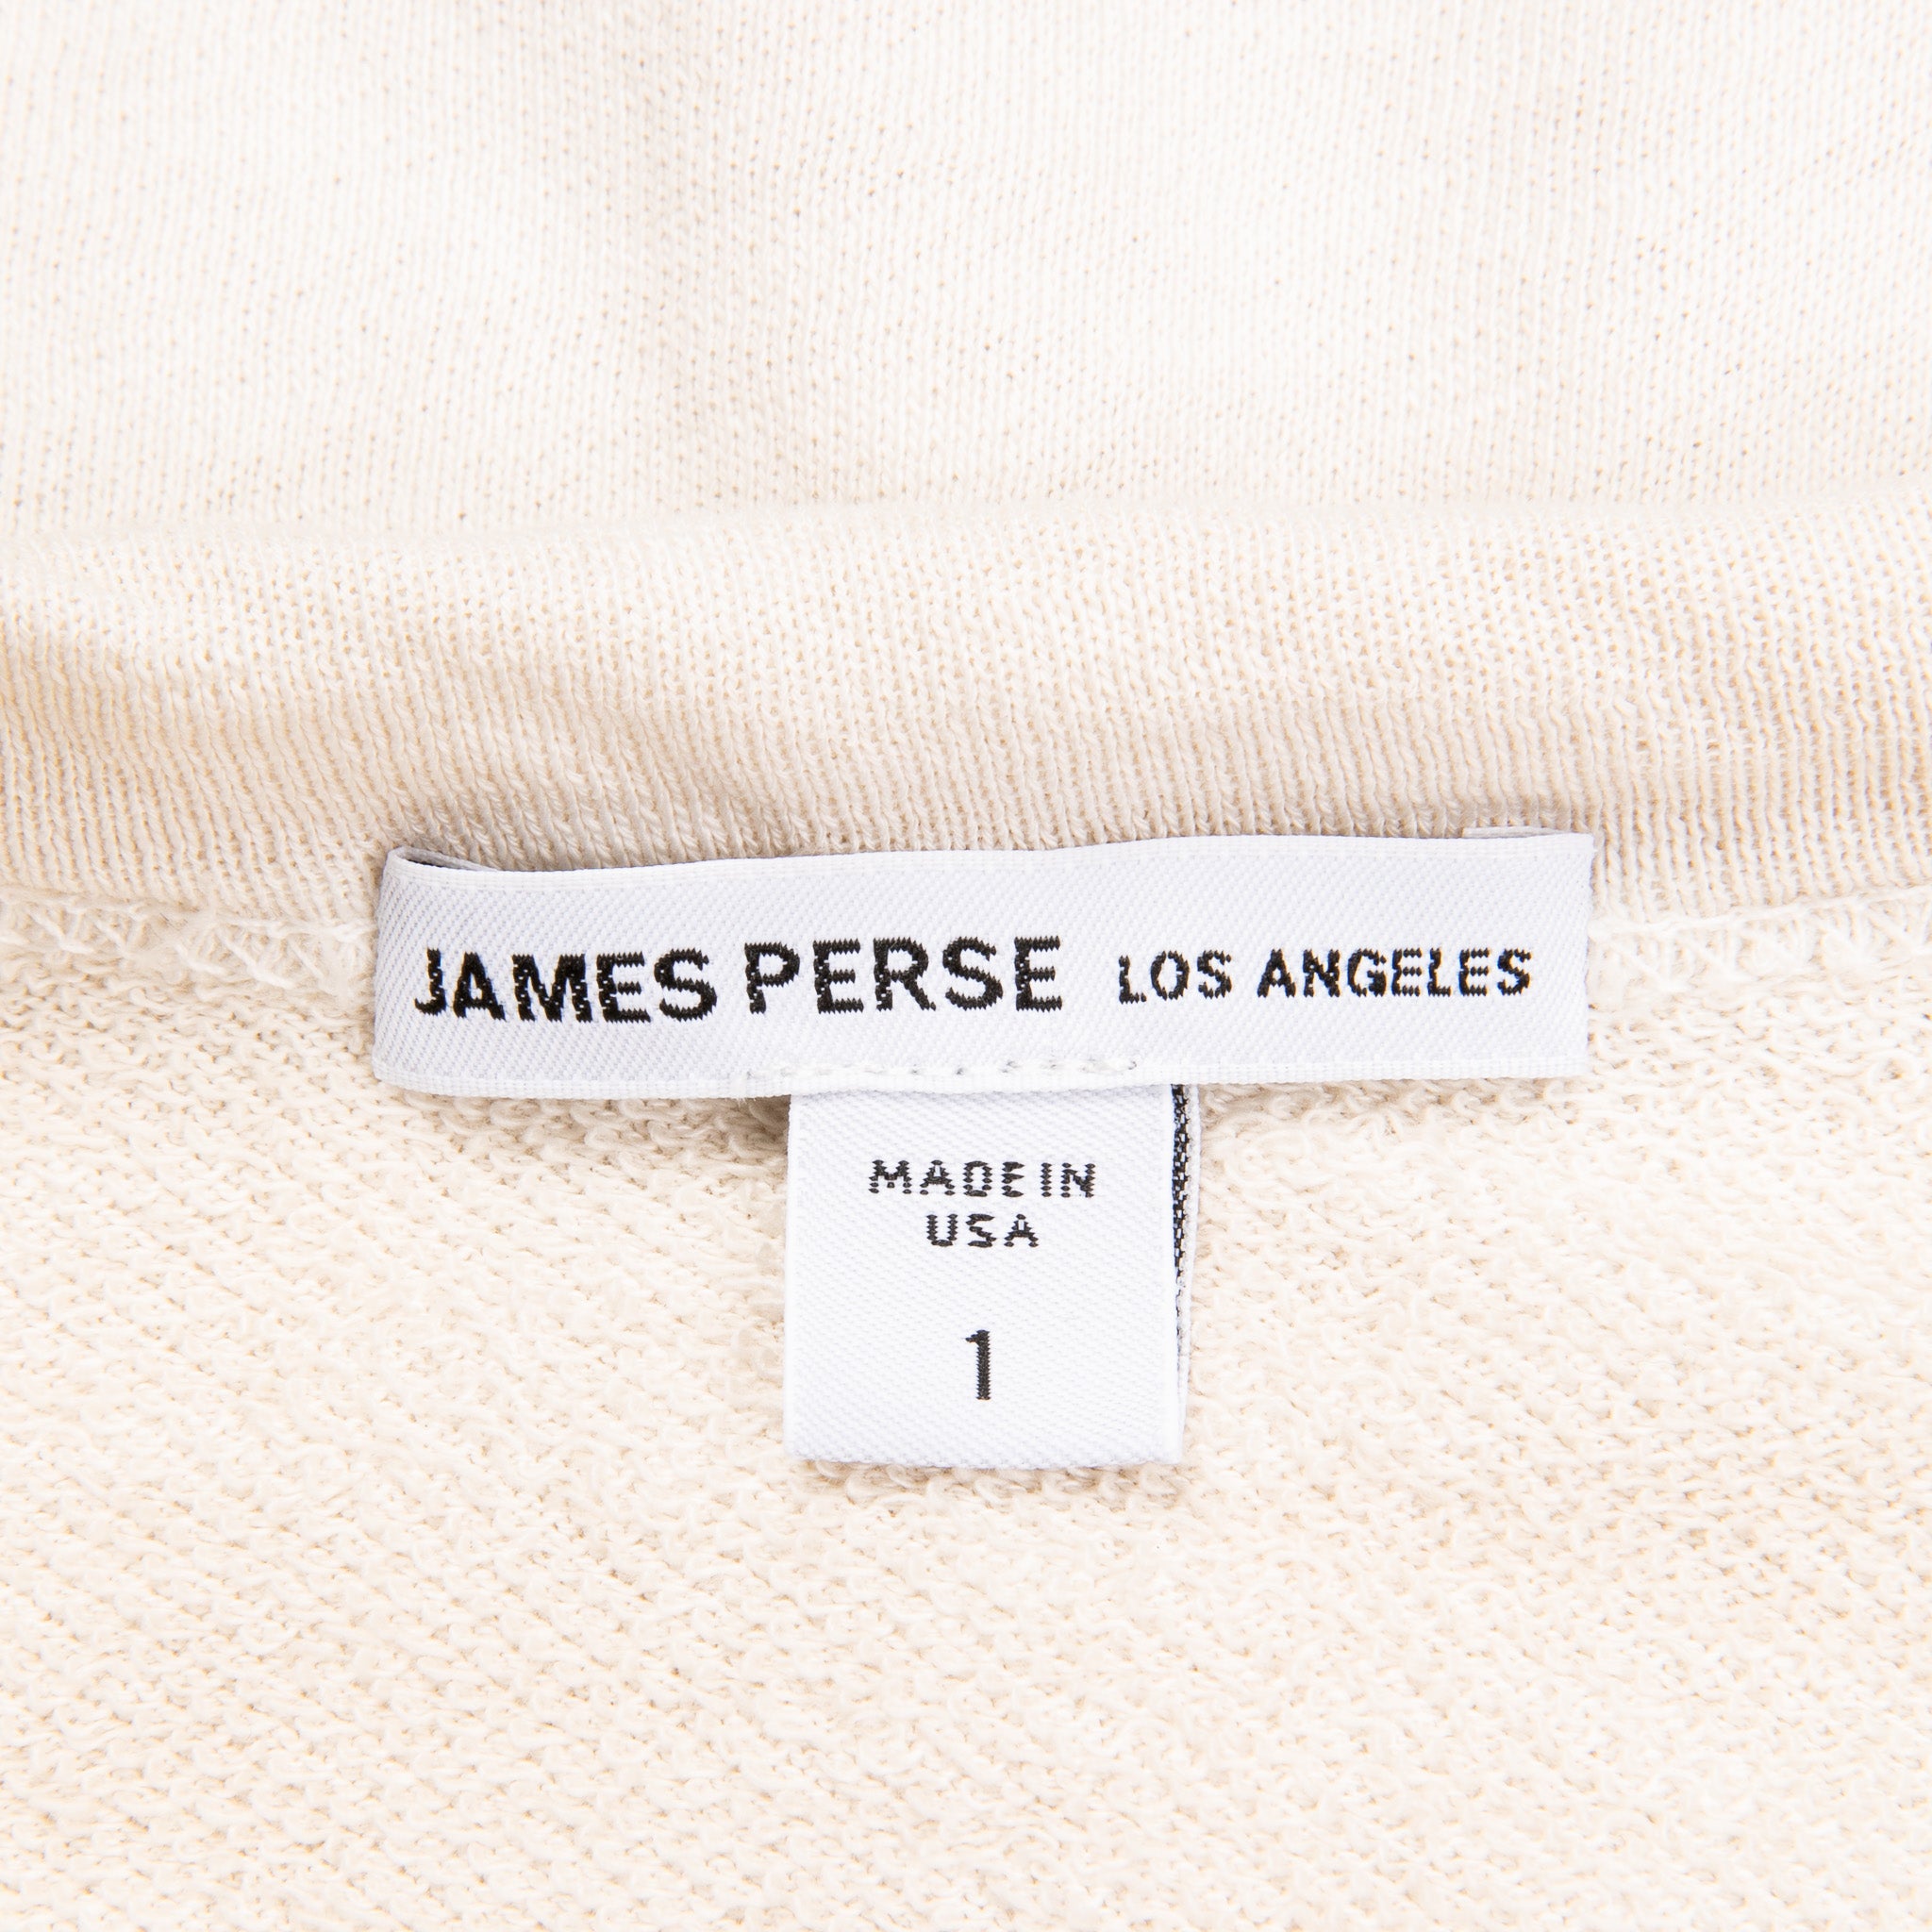 JAMES PERSE LOS ANGELES
MADE IN
USA
1